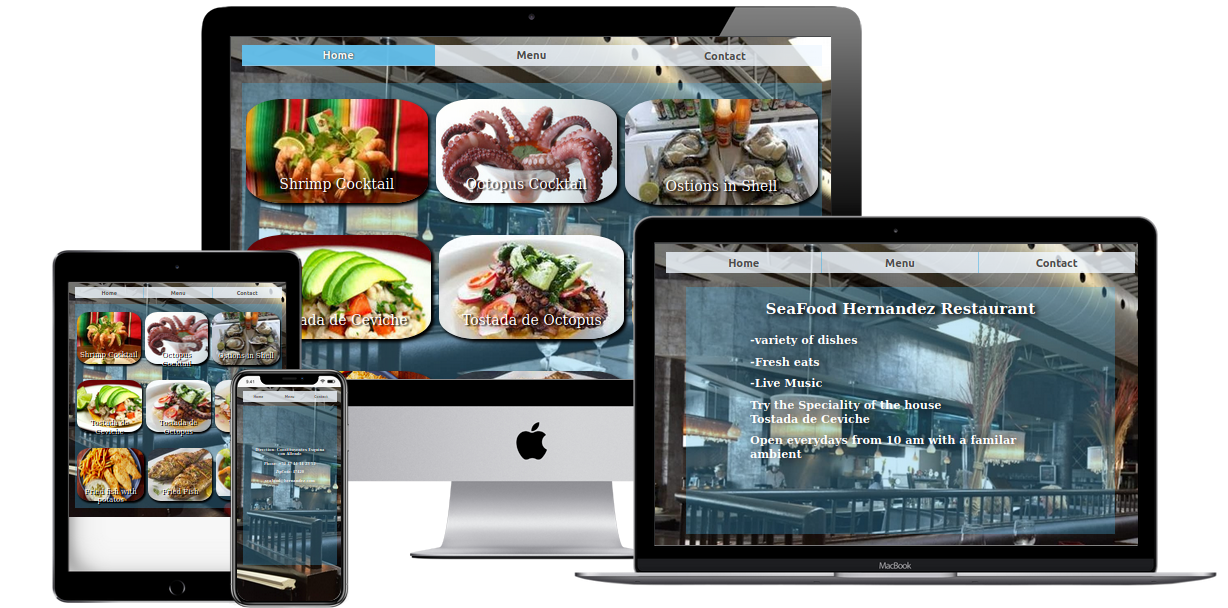 Home Menu Contact
Shrimp Cocktail
Octopus Cocktail
Ostions in Shell
ada de Ceviche
Tostada de Octopus
Home Menu Contact
SeaFood Hernandez Restaurant
-variety of dishes
-Fresh eats
-Live Music
Try the Speciality of the house
Tostada de Ceviche
Open everydays from 10 am with a familar
ambient
MacBook
Home Menu Contact
Shrimp Cocktail
Octopus
Cocktail
Ostions in Shell
Tostada de
Ceviche
Tostada de
Octopus
Fried fish with
potatos
Fried Fish
9:41
Home Menu Contact